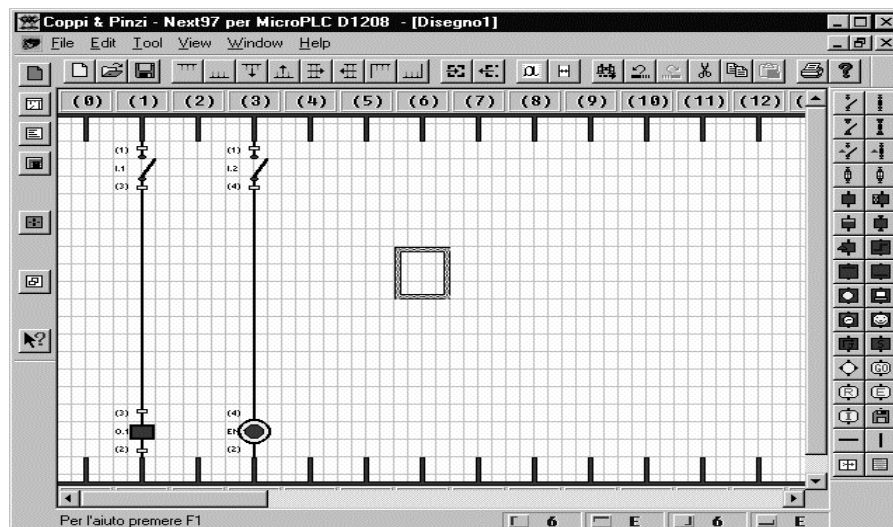 Coppi & Pinzi - Next97 per MicroPLC D1208 - [Disegno1]
File Edit Tool View Window Help
(0) (1) (2) (3) (4) (5) (6) (7) (8) (9) (10) (11) (12) (
(1) (1)
I.1 I.2
(3) (4)
(3) (4)
O.1 EN
(2) (2)
GO
R E
I
Per l'aiuto premere F1 6 E 6 E